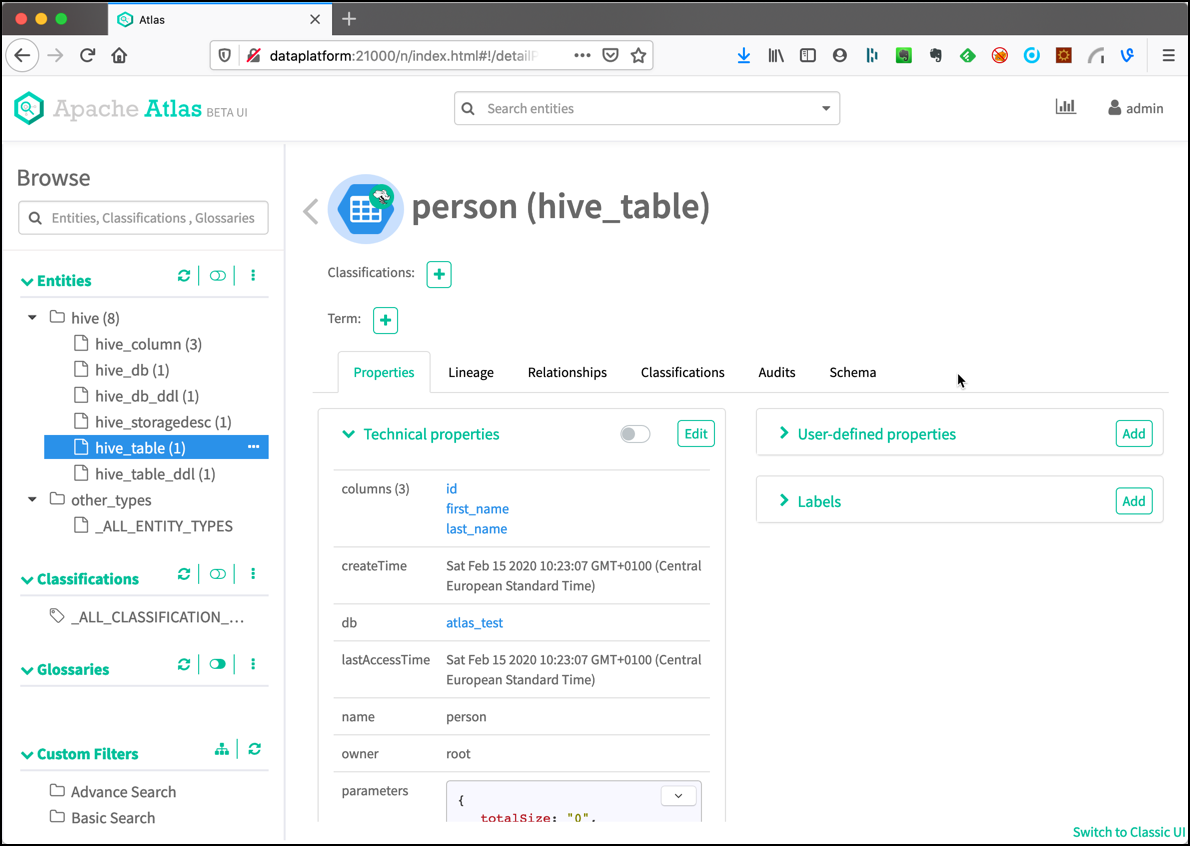 Atlas
dataplatform:21000/n/index.html#!/detailP
Apache Atlas BETA UI
Search entities
admin
Browse
Entities, Classifications , Glossaries
Entities
hive (8)
hive_column (3)
hive_db (1)
hive_db_ddl (1)
hive_storagedesc (1)
hive_table (1)
hive_table_ddl (1)
other_types
_ALL_ENTITY_TYPES
Classifications
_ALL_CLASSIFICATION_...
Glossaries
Custom Filters
Advance Search
Basic Search
person (hive_table)
Classifications:
Term:
Properties Lineage Relationships Classifications Audits Schema
Technical properties Edit
columns (3) id
first_name
last_name
createTime Sat Feb 15 2020 10:23:07 GMT+0100 (Central
European Standard Time)
db atlas_test
lastAccessTime Sat Feb 15 2020 10:23:07 GMT+0100 (Central
European Standard Time)
name person
owner root
parameters {
totalSize: "0",
User-defined properties Add
Labels Add
Switch to Classic UI